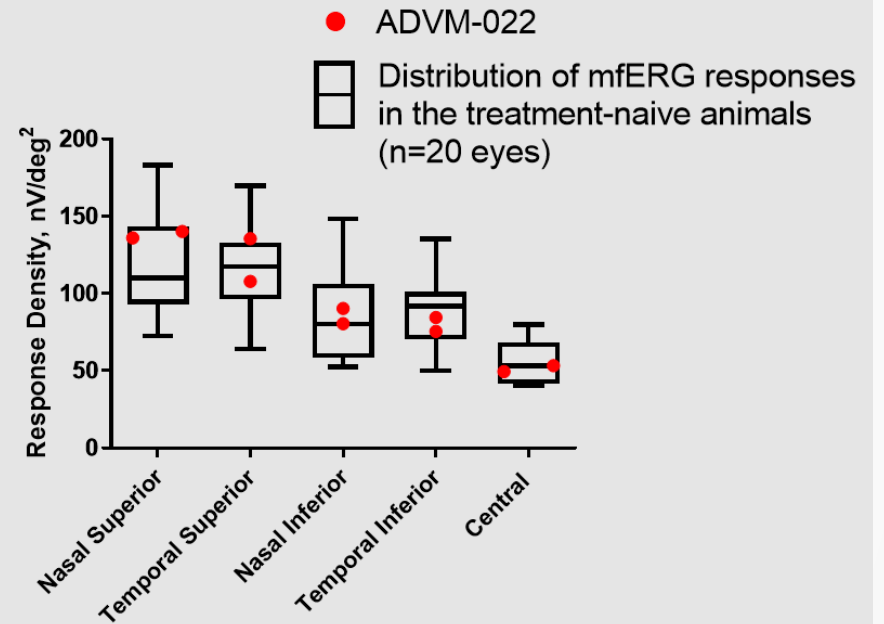 ADVM-022
Distribution of mfERG responses
in the treatment-naive animals
(n=20 eyes)
Response Density, nV/deg²
200
150
100
50
0
Nasal Superior
Temporal Superior
Nasal Inferior
Temporal Inferior
Central